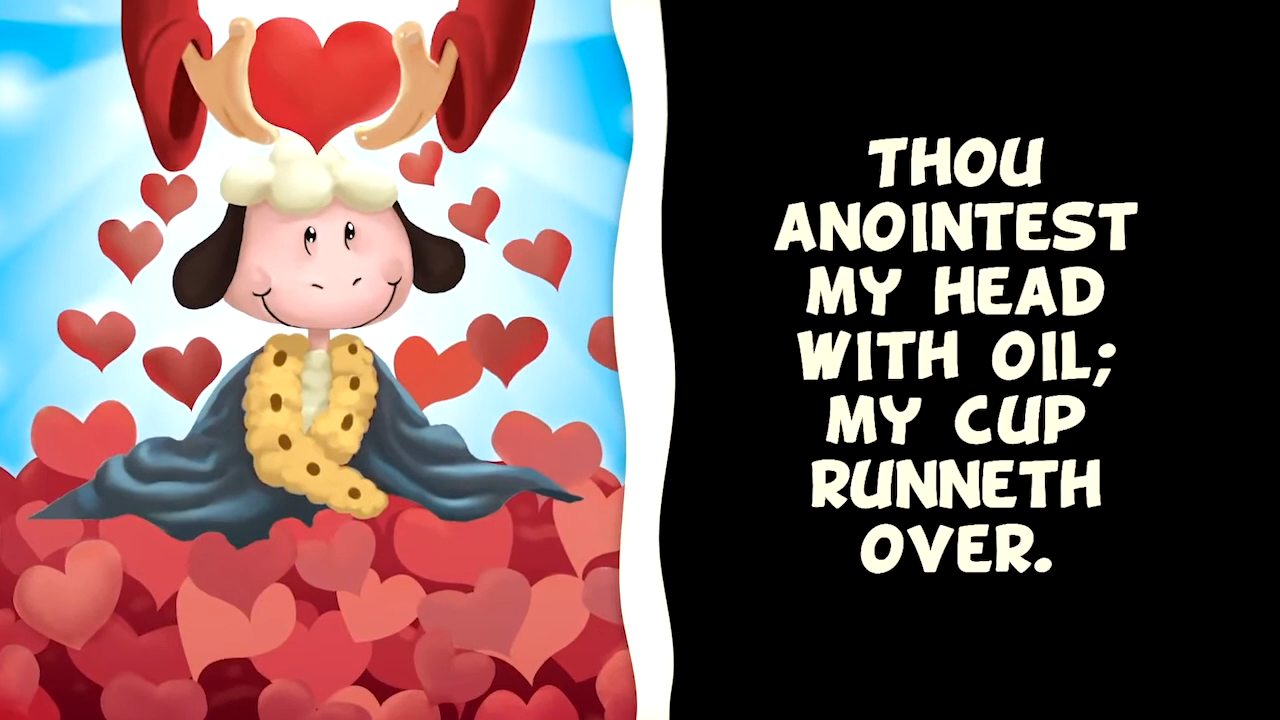 THOU
ANOINTEST
MY HEAD
WITH OIL;
MY CUP
RUNNETH
OVER.